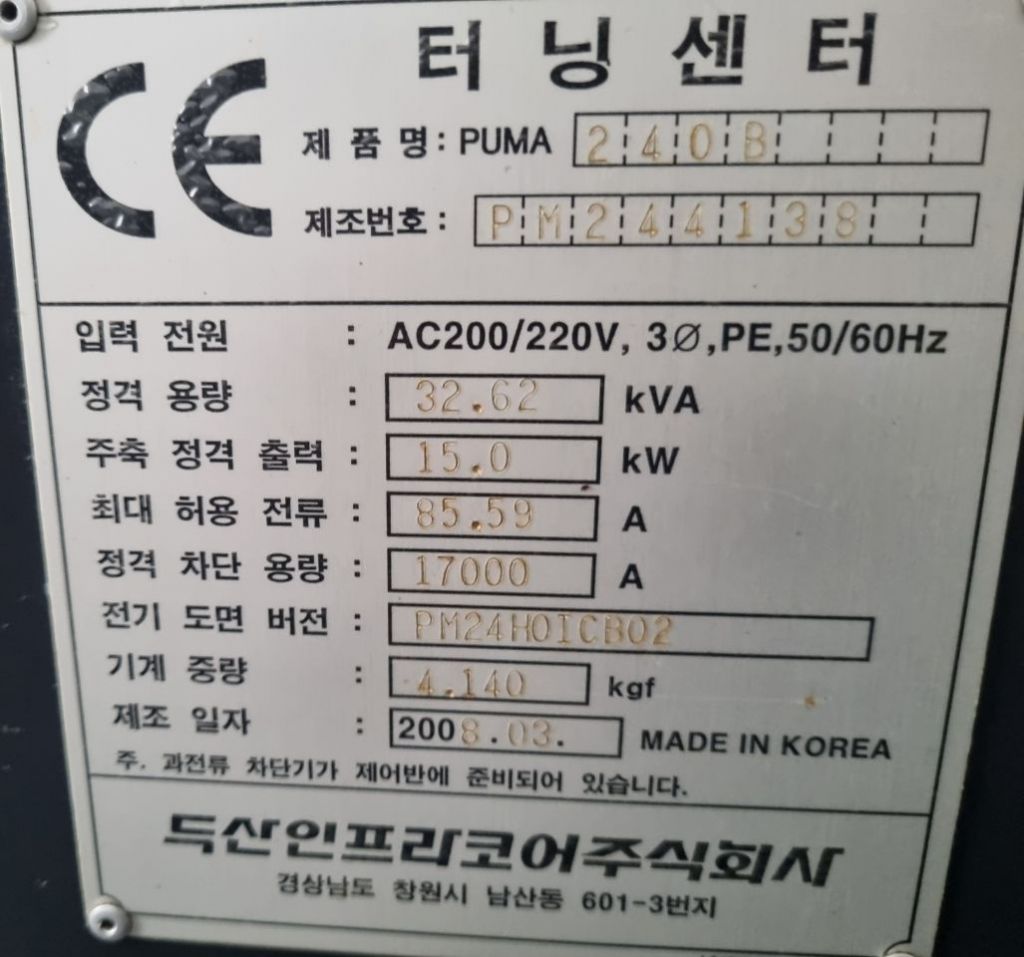 CE
터닝센터
제 품 명 : PUMA 240B
제조번호 : PM244138
입력 전원 : AC200/220V, 3Ø,PE,50/60Hz
정격 용량 : 32.62 kVA
주축 정격 출력 : 15.0 kW
최대 허용 전류 : 85.59 A
정격 차단 용량 : 17000 A
전기 도면 버전 : PM24H0ICB02
기계 중량 : 4.140 kgf
제조 일자 : 2008.03. MADE IN KOREA
주. 과전류 차단기가 제어반에 준비되어 있습니다.
두산인프라코어주식회사
경상남도 창원시 남산동 601-3번지